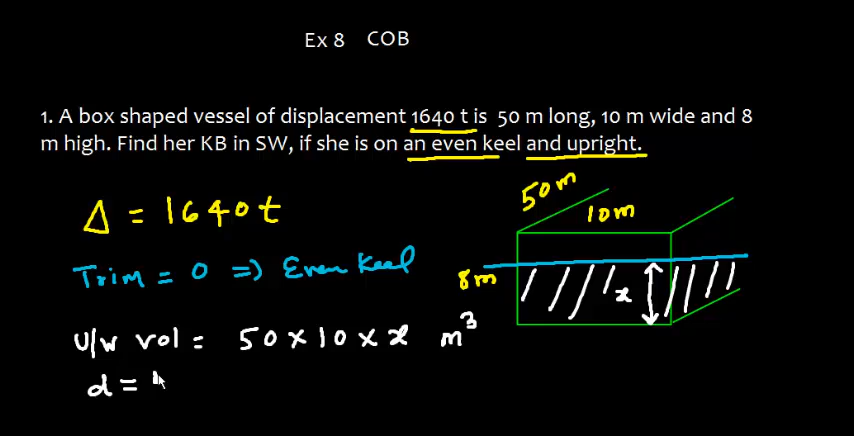 Ex 8 COB
1. A box shaped vessel of displacement 1640 t is 50 m long, 10 m wide and 8
m high. Find her KB in SW, if she is on an even keel and upright.
50m
10m
Δ = 1640t
Trim = 0 => Even Keel
8m
x
U/w vol = 50 x 10 x x m³
d =